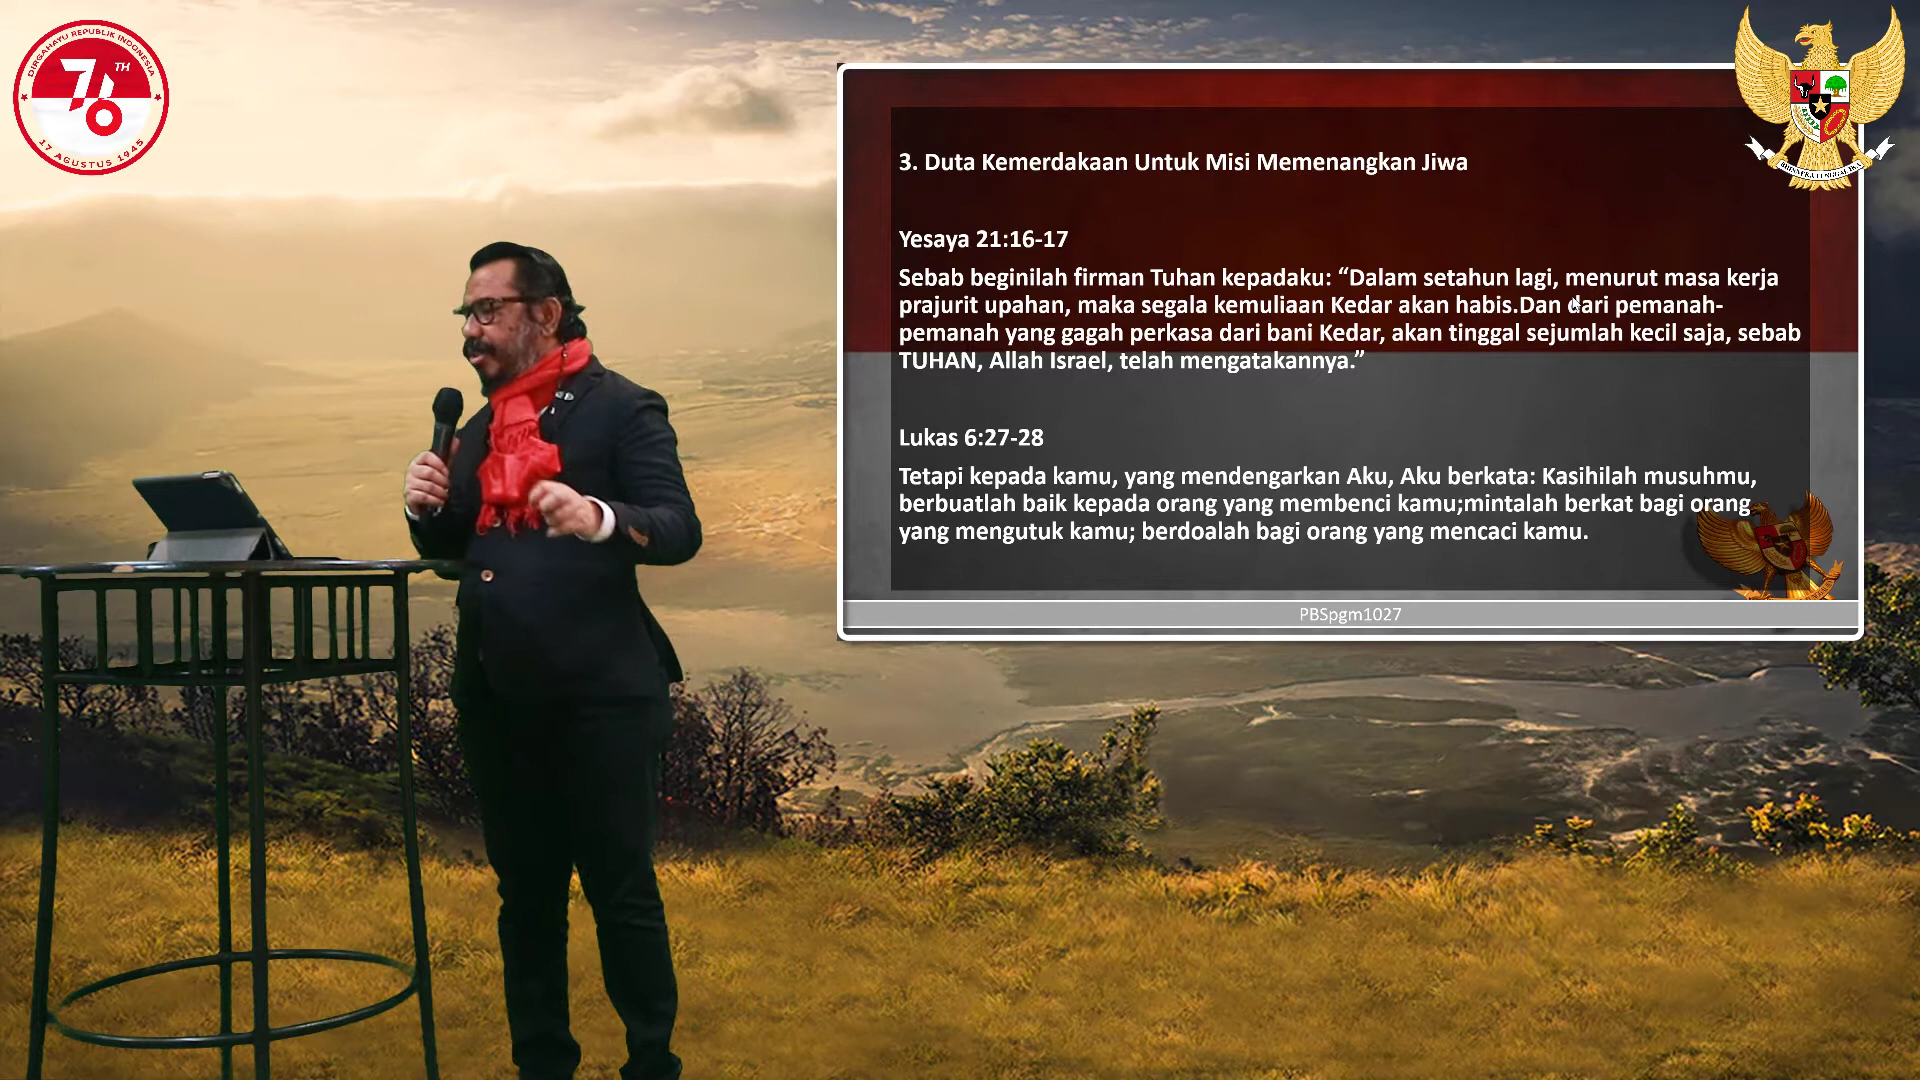 DIRGAHAYU REPUBLIK INDONESIA
76
TH
17 AGUSTUS 1945
3. Duta Kemerdakaan Untuk Misi Memenangkan Jiwa
Yesaya 21:16-17
Sebab beginilah firman Tuhan kepadaku: “Dalam setahun lagi, menurut masa kerja
prajurit upahan, maka segala kemuliaan Kedar akan habis.Dan dari pemanah-
pemanah yang gagah perkasa dari bani Kedar, akan tinggal sejumlah kecil saja, sebab
TUHAN, Allah Israel, telah mengatakannya.”
Lukas 6:27-28
Tetapi kepada kamu, yang mendengarkan Aku, Aku berkata: Kasihilah musuhmu,
berbuatlah baik kepada orang yang membenci kamu;mintalah berkat bagi orang
yang mengutuk kamu; berdoalah bagi orang yang mencaci kamu.
PBSpgm1027
BHINNEKA TUNGGAL IKA